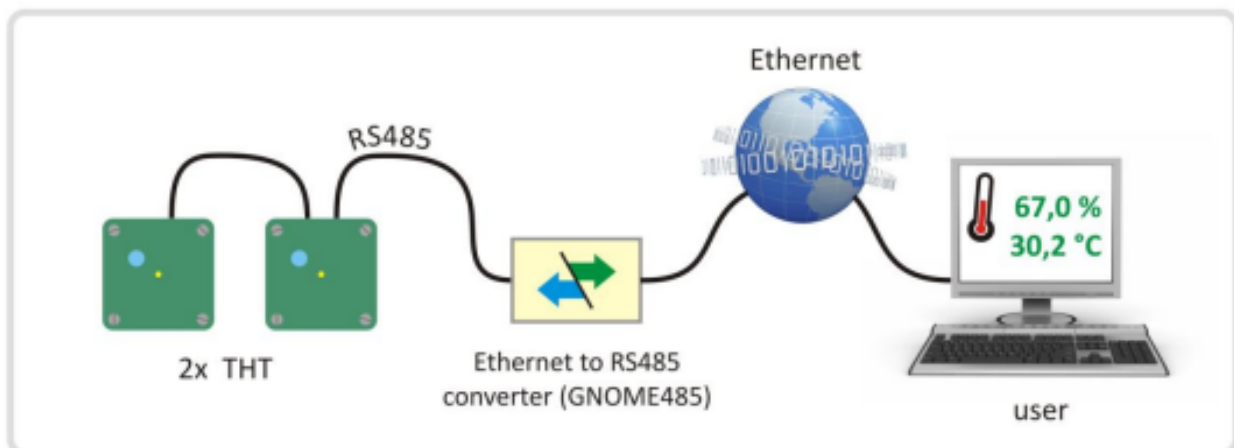 Ethernet
RS485
67,0 %
30,2 °C
2x THT
Ethernet to RS485
converter (GNOME485)
user